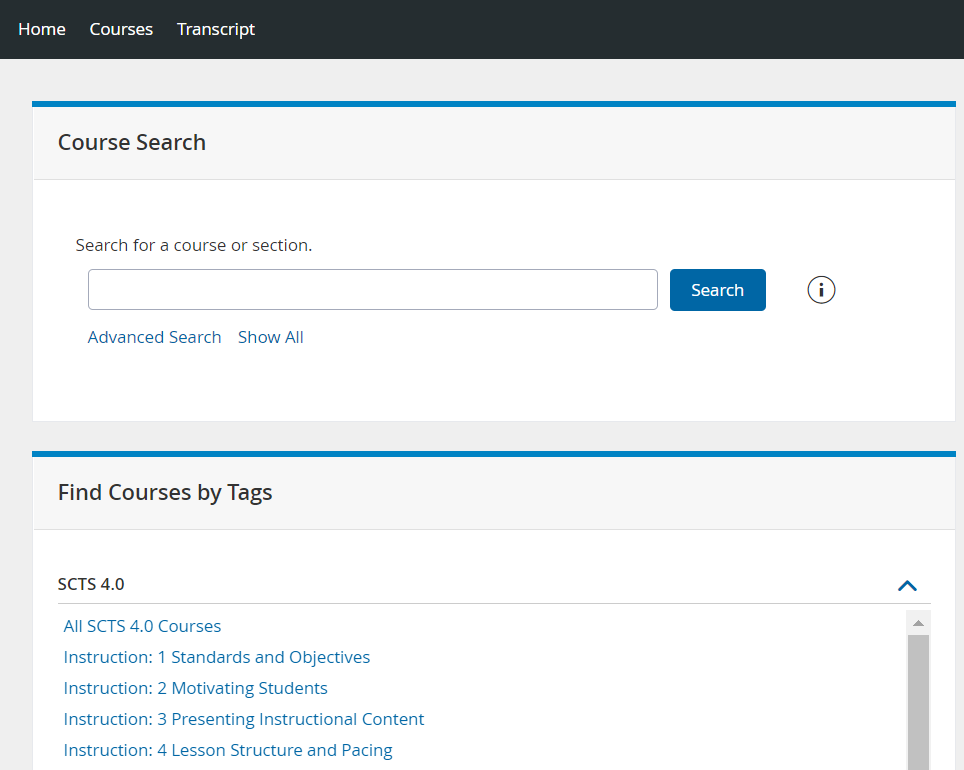 Home Courses Transcript
Course Search
Search for a course or section.
Search
Advanced Search Show All
Find Courses by Tags
SCTS 4.0
All SCTS 4.0 Courses
Instruction: 1 Standards and Objectives
Instruction: 2 Motivating Students
Instruction: 3 Presenting Instructional Content
Instruction: 4 Lesson Structure and Pacing